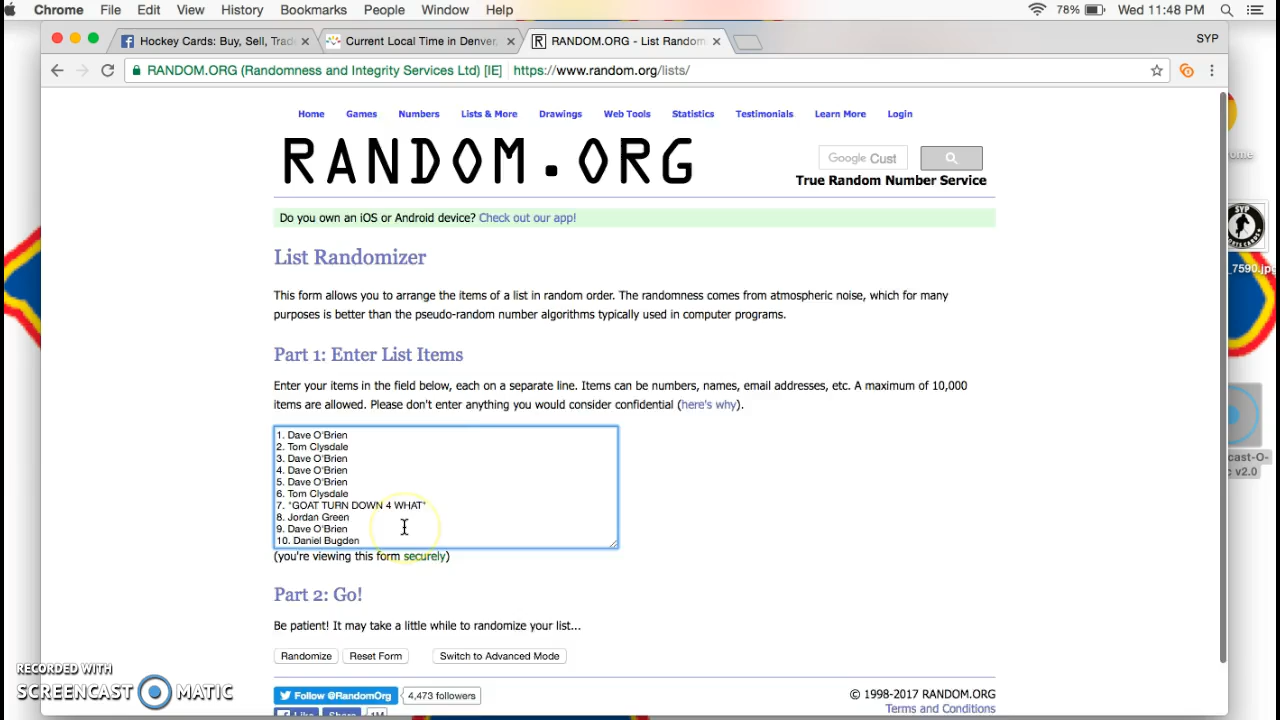 Chrome File Edit View History Bookmarks People Window Help 78% Wed 11:48 PM
Hockey Cards: Buy, Sell, Trad Current Local Time in Denver, RANDOM.ORG - List Random SYP
RANDOM.ORG (Randomness and Integrity Services Ltd) [IE] https://www.random.org/lists/
Home Games Numbers Lists & More Drawings Web Tools Statistics Testimonials Learn More Login
RANDOM.ORG
Google Cust
True Random Number Service
Do you own an iOS or Android device? Check out our app!
List Randomizer
This form allows you to arrange the items of a list in random order. The randomness comes from atmospheric noise, which for many
purposes is better than the pseudo-random number algorithms typically used in computer programs.
Part 1: Enter List Items
Enter your items in the field below, each on a separate line. Items can be numbers, names, email addresses, etc. A maximum of 10,000
items are allowed. Please don't enter anything you would consider confidential (here's why).
1. Dave O'Brien
2. Tom Clysdale
3. Dave O'Brien
4. Dave O'Brien
5. Dave O'Brien
6. Tom Clysdale
7. *GOAT TURN DOWN 4 WHAT*
8. Jordan Green
9. Dave O'Brien
10. Daniel Bugden
(you're viewing this form securely)
Part 2: Go!
Be patient! It may take a little while to randomize your list...
Randomize Reset Form Switch to Advanced Mode
Follow @RandomOrg 4,473 followers
Like Share 1M
© 1998-2017 RANDOM.ORG
Terms and Conditions
RECORDED WITH
SCREENCAST MATIC
ome
SYP
_7590.jpg
cast-O-
c v2.0